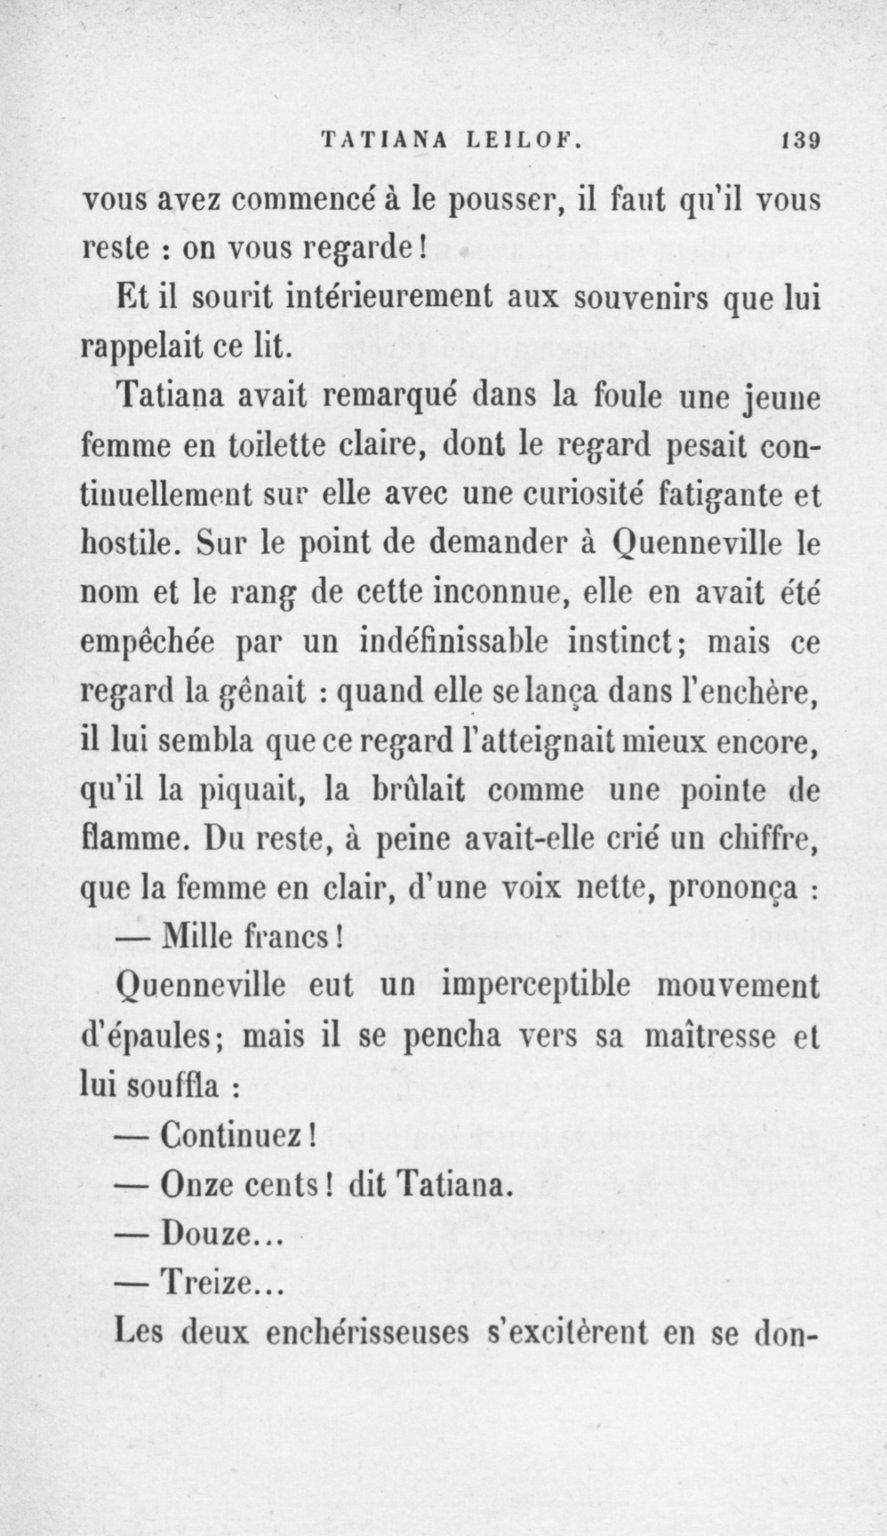 TATIANA LEILOF. 139
vous avez commencé à le pousser, il faut qu'il vous
reste : on vous regarde !
Et il sourit intérieurement aux souvenirs que lui
rappelait ce lit.
Tatiana avait remarqué dans la foule une jeune
femme en toilette claire, dont le regard pesait con-
tinuellement sur elle avec une curiosité fatigante et
hostile. Sur le point de demander à Quenneville le
nom et le rang de cette inconnue, elle en avait été
empêchée par un indéfinissable instinct ; mais ce
regard la gênait : quand elle se lança dans l'enchère,
il lui sembla que ce regard l'atteignait mieux encore,
qu'il la piquait, la brûlait comme une pointe de
flamme. Du reste, à peine avait-elle crié un chiffre,
que la femme en clair, d'une voix nette, prononça :
— Mille francs !
Quenneville eut un imperceptible mouvement
d'épaules ; mais il se pencha vers sa maîtresse et
lui souffla :
— Continuez !
— Onze cents ! dit Tatiana.
— Douze...
— Treize...
Les deux enchérisseuses s'excitèrent en se don-